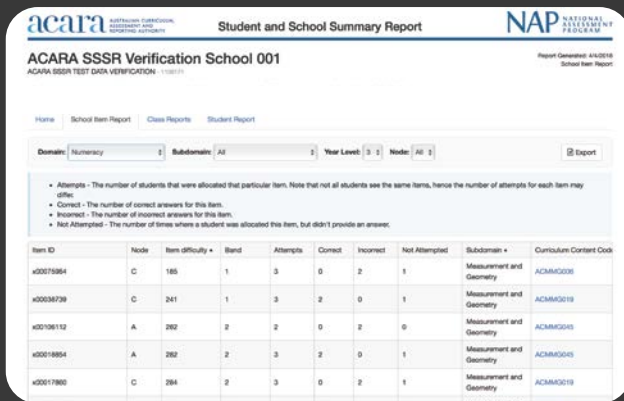 acara AUSTRALIAN CURRICULUM, ASSESSMENT AND REPORTING AUTHORITY
Student and School Summary Report
NAP NATIONAL ASSESSMENT PROGRAM
ACARA SSSR Verification School 001
ACARA SSSR TEST DATA VERIFICATION
Report Generated: 4/4/2018
School Item Report
Home School Item Report Class Reports Student Report
Domain: Numeracy Subdomain: All Year Level: 3 Node: All Export
• Attempts - The number of students that were allocated that particular item. Note that not all students see the same items, hence the number of attempts for each item may
differ.
• Correct - The number of correct answers for this item.
• Incorrect - The number of incorrect answers for this item.
• Not Attempted - The number of times where a student was allocated this item, but didn't provide an answer.
Item ID Node Item difficulty Band Attempts Correct Incorrect Not Attempted Subdomain Curriculum Content Code
x00075964 C 185 1 3 0 2 1 Measurement and Geometry ACMMG006
x00038739 C 241 1 3 2 0 1 Measurement and Geometry ACMMG019
x00106112 A 262 2 2 0 2 0 Measurement and Geometry ACMMG045
x00018854 A 262 2 3 2 0 1 Measurement and Geometry ACMMG045
x00017860 C 284 2 3 0 2 1 Measurement and Geometry ACMMG019